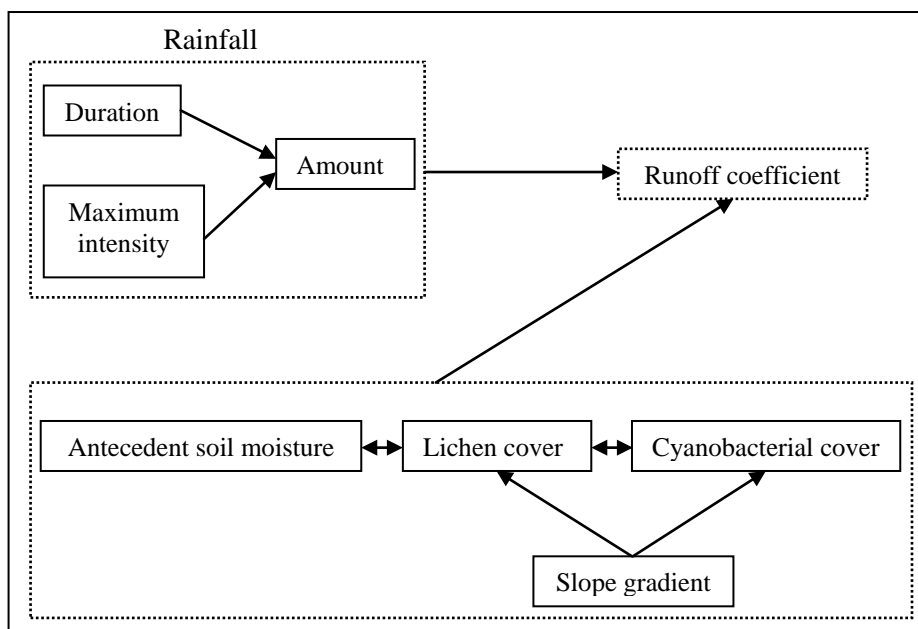 Rainfall
Duration
Amount
Maximum
intensity
Runoff coefficient
Antecedent soil moisture
Lichen cover
Cyanobacterial cover
Slope gradient